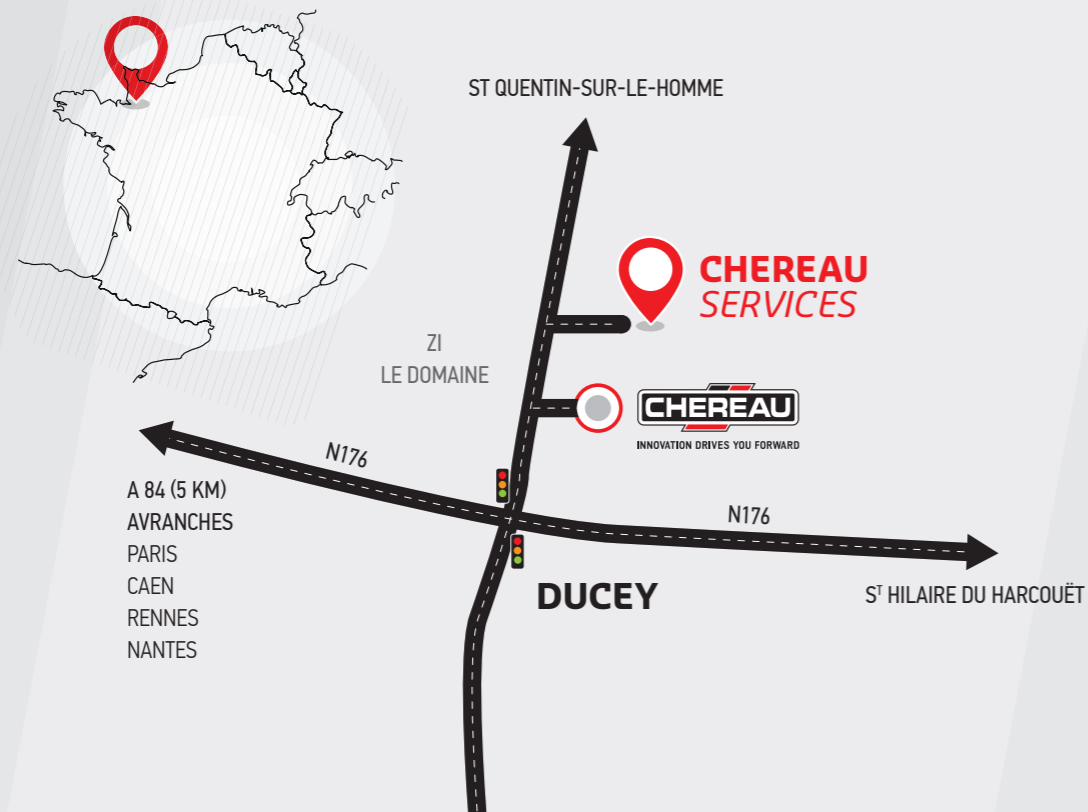 ST QUENTIN-SUR-LE-HOMME
CHEREAU
SERVICES
ZI
LE DOMAINE
CHEREAU
INNOVATION DRIVES YOU FORWARD
N176
A 84 (5 KM)
AVRANCHES
PARIS
CAEN
RENNES
NANTES
N176
DUCEY
Sᵀ HILAIRE DU HARCOUËT